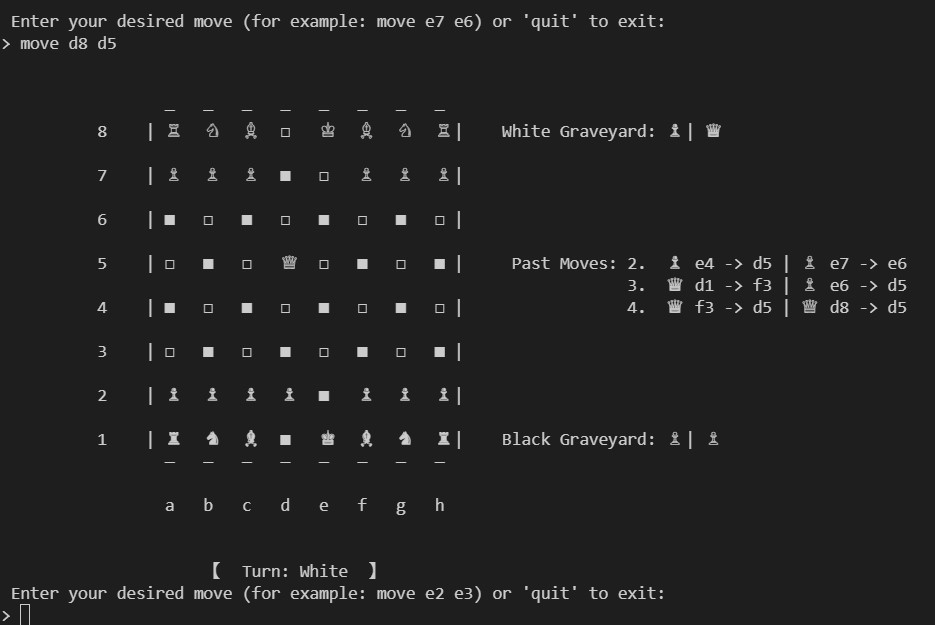 Enter your desired move (for example: move e7 e6) or 'quit' to exit:
> move d8 d5
_ _ _ _ _ _ _ _
8 | ♖ ♘ ♗ □ ♔ ♗ ♘ ♖ | White Graveyard: ♝ | ♛
7 | ♙ ♙ ♙ ■ □ ♙ ♙ ♙ |
6 | ■ □ ■ □ ■ □ ■ □ |
5 | □ ■ □ ♕ □ ■ □ ■ | Past Moves: 2. ♟ e4 -> d5 | ♙ e7 -> e6
3. ♛ d1 -> f3 | ♙ e6 -> d5
4 | ■ □ ■ □ ■ □ ■ □ | 4. ♛ f3 -> d5 | ♕ d8 -> d5
3 | □ ■ □ ■ □ ■ □ ■ |
2 | ♟ ♟ ♟ ♟ ■ ♟ ♟ ♟ |
1 | ♜ ♞ ♝ ■ ♚ ♝ ♞ ♜ | Black Graveyard: ♙ | ♙
_ _ _ _ _ _ _ _
a b c d e f g h
【 Turn: White 】
Enter your desired move (for example: move e2 e3) or 'quit' to exit:
>